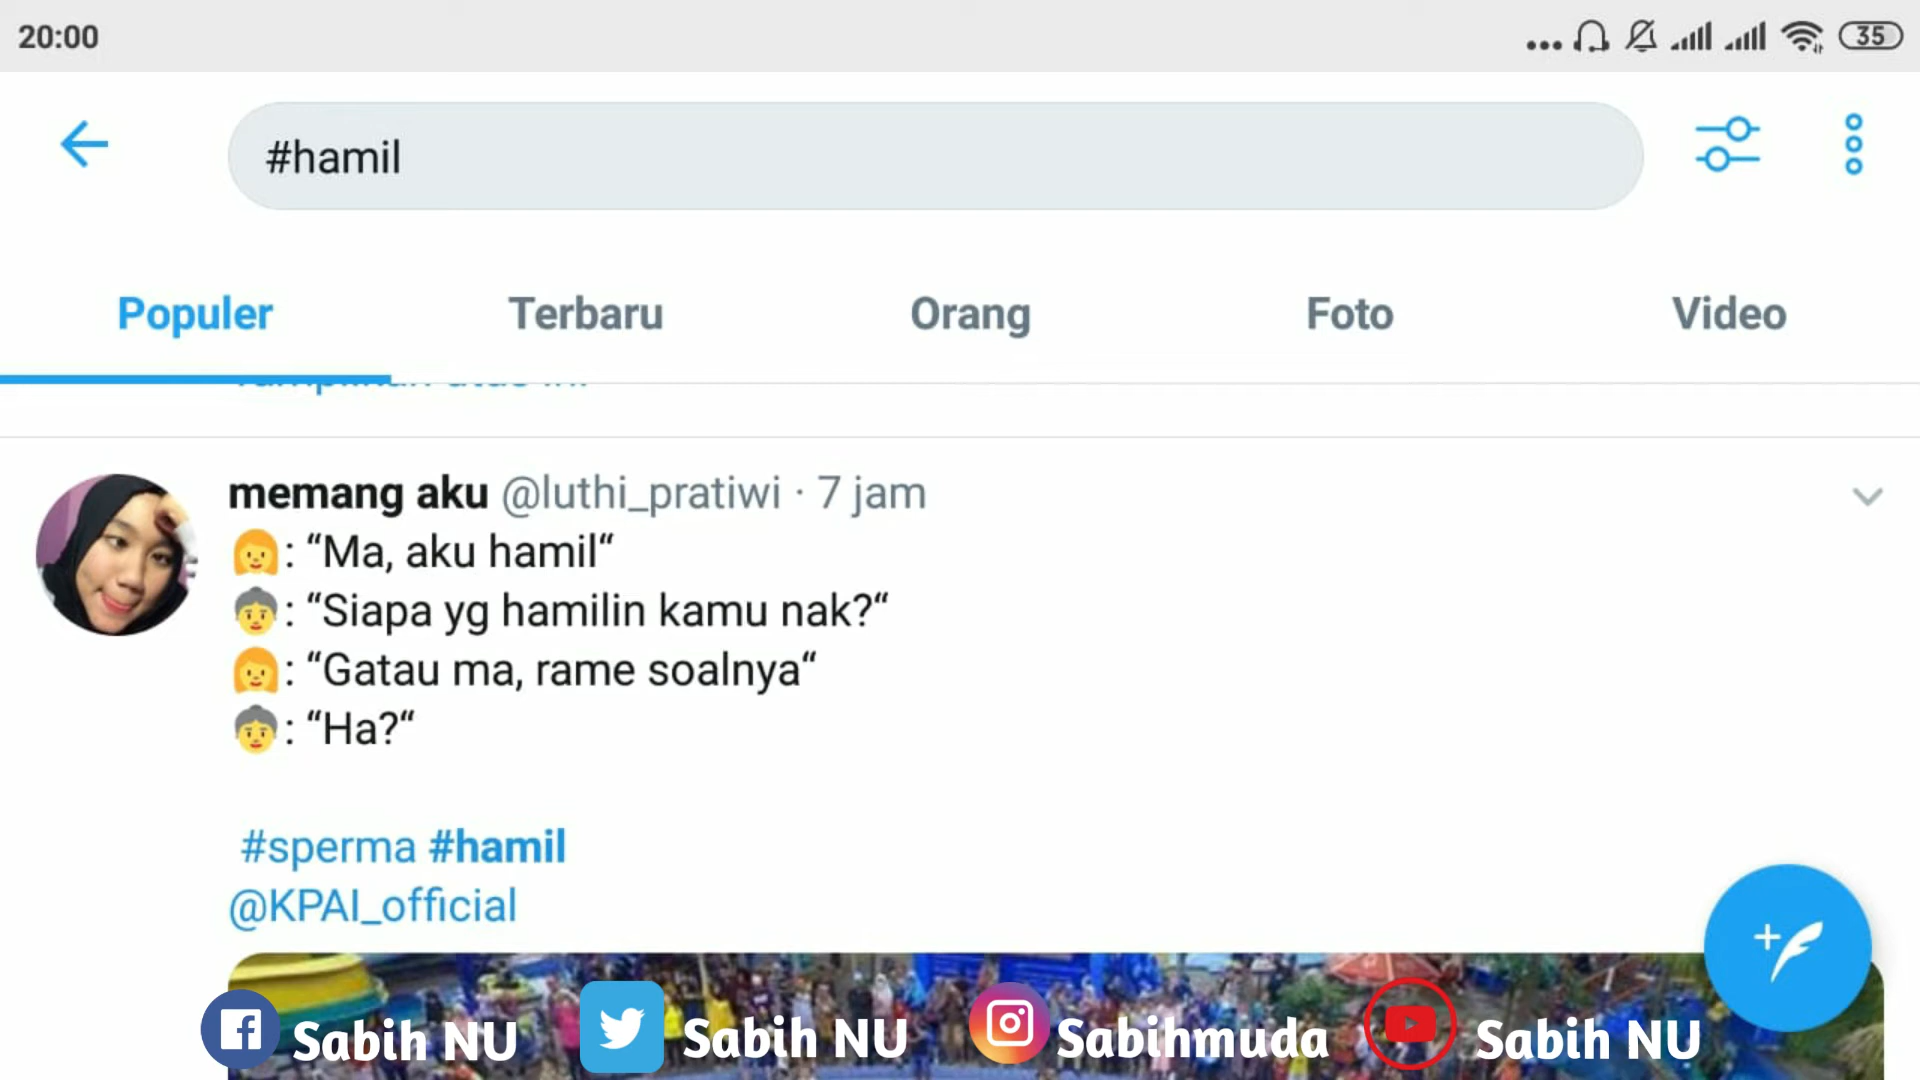 20:00
35
#hamil
Populer Terbaru Orang Foto Video
memang aku @luthi_pratiwi · 7 jam
: “Ma, aku hamil“
: “Siapa yg hamilin kamu nak?“
: “Gatau ma, rame soalnya“
: “Ha?“
#sperma #hamil
@KPAI_official
Sabih NU Sabih NU Sabihmuda Sabih NU